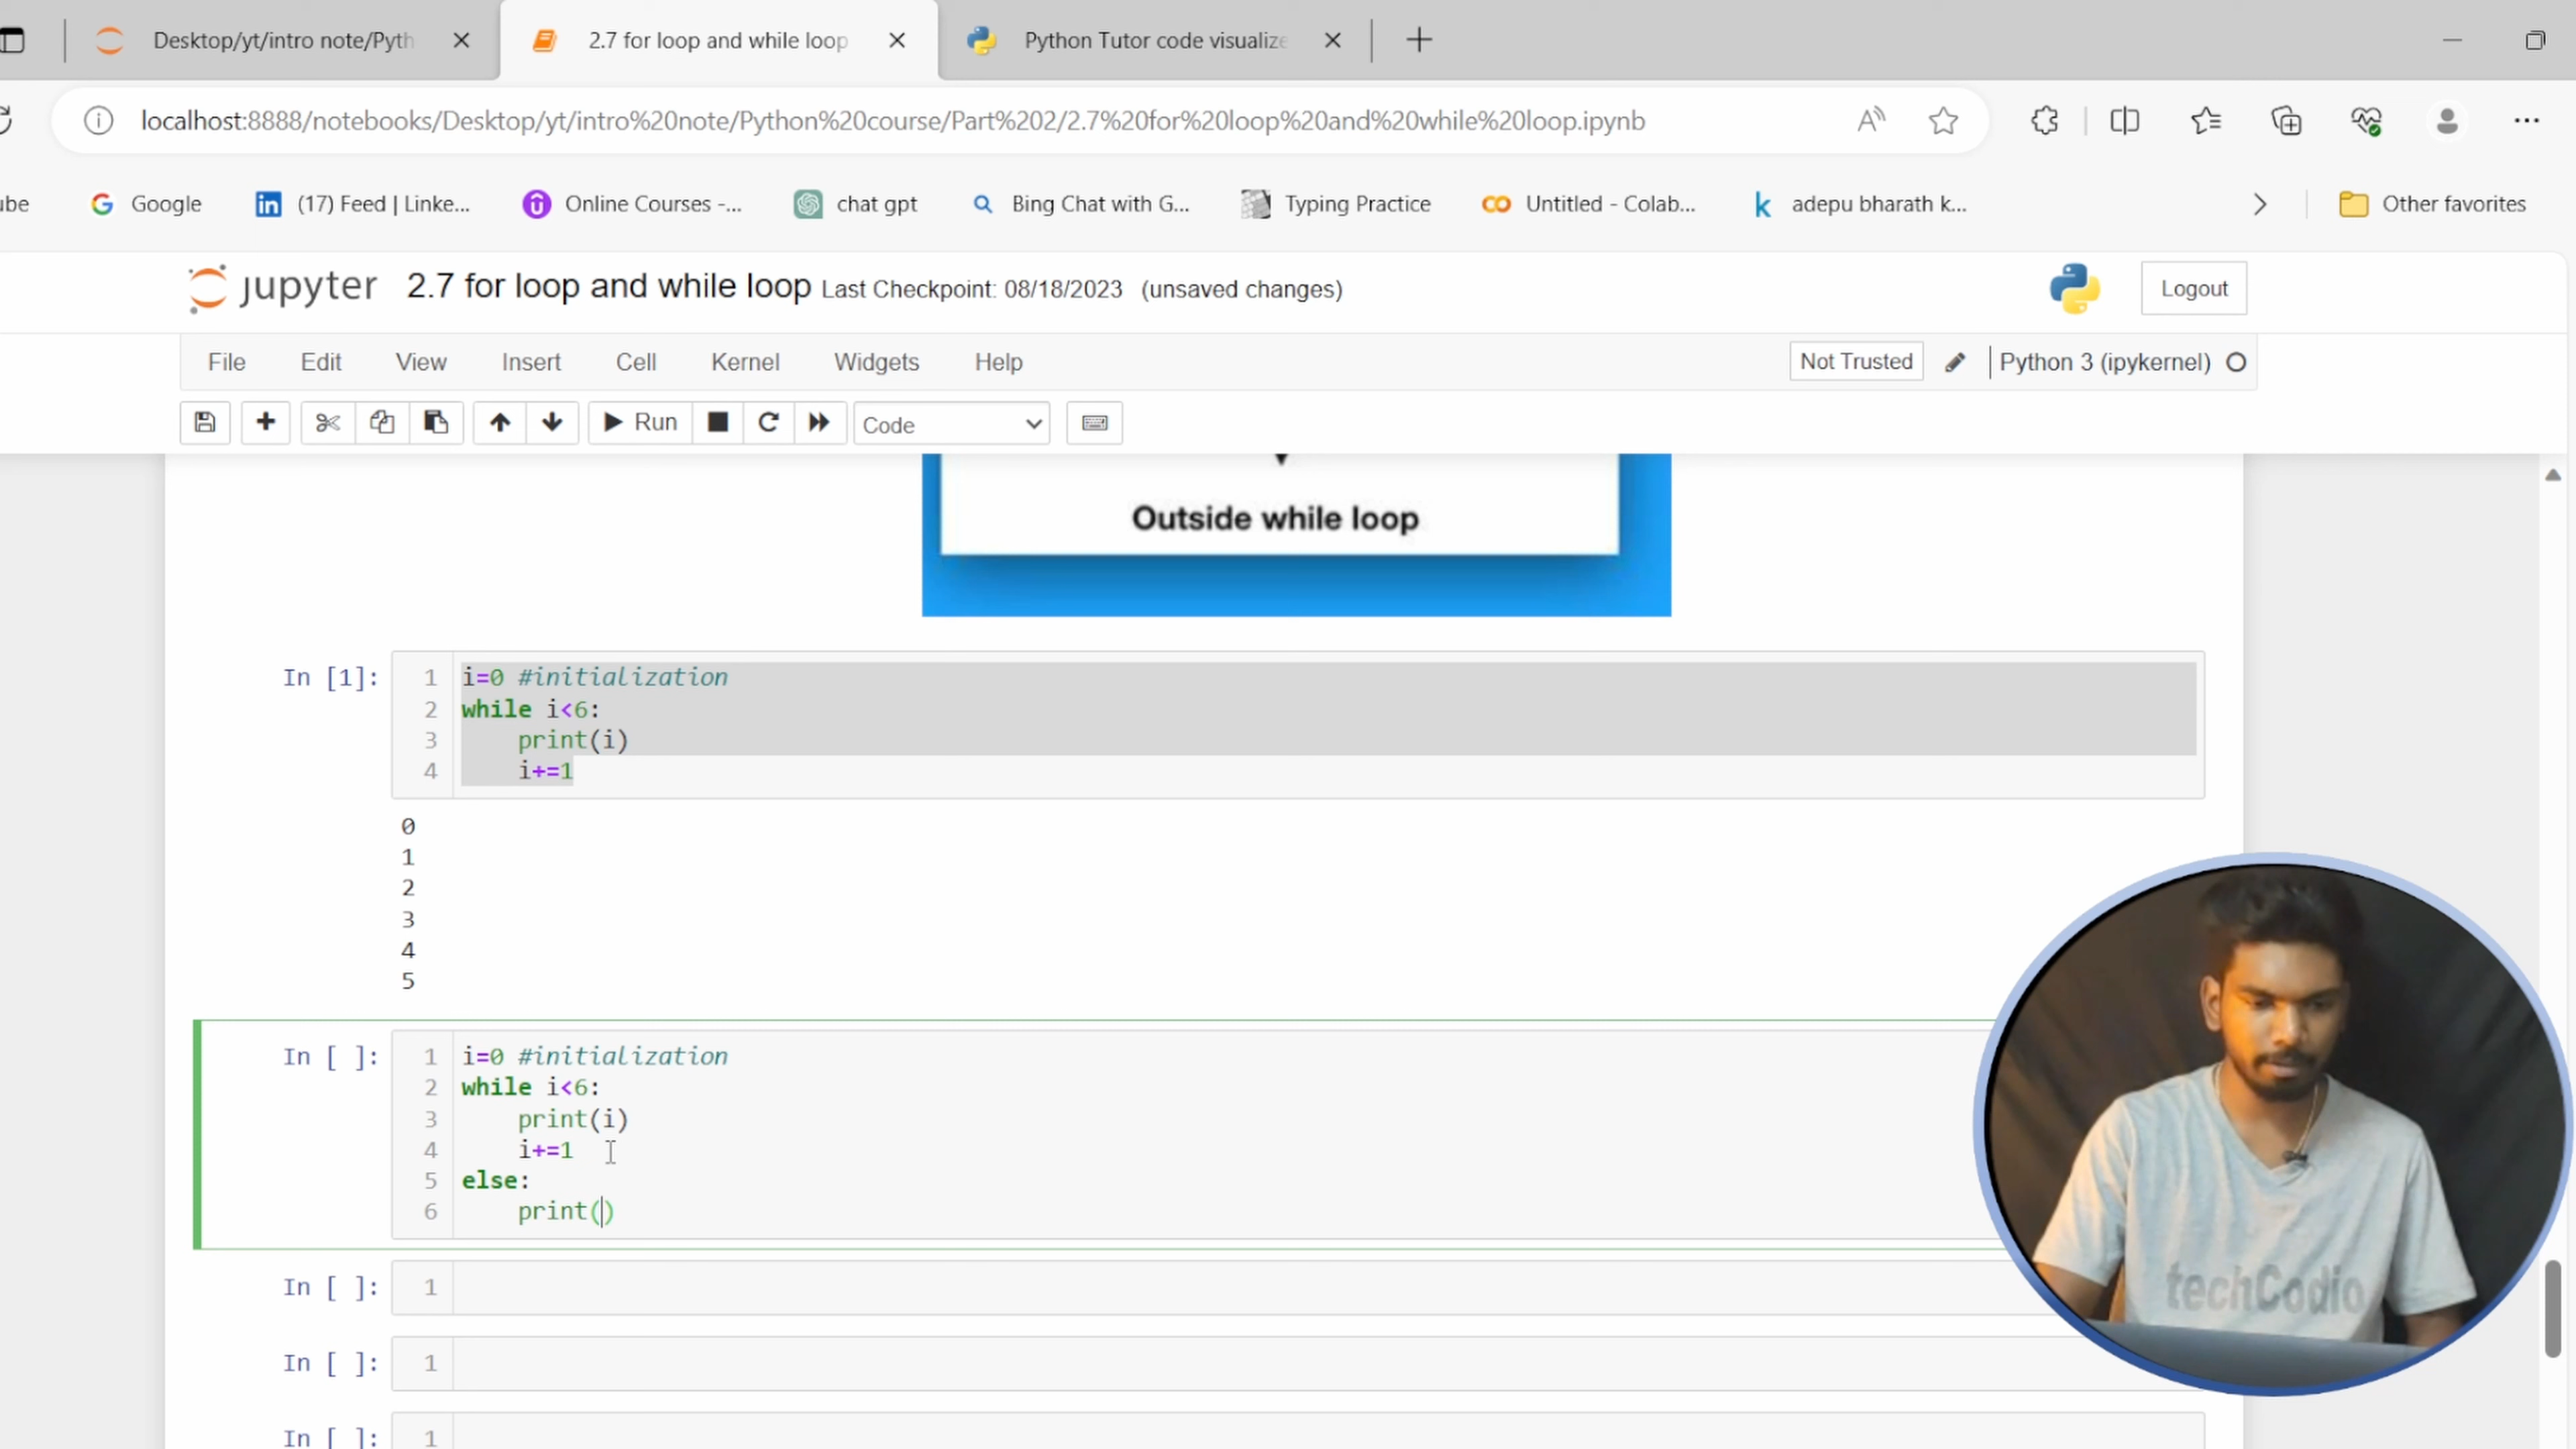 Desktop/yt/intro note/Pyth
2.7 for loop and while loop
Python Tutor code visualize
localhost:8888/notebooks/Desktop/yt/intro%20note/Python%20course/Part%202/2.7%20for%20loop%20and%20while%20loop.ipynb
ube
Google
(17) Feed | Linke...
Online Courses -...
chat gpt
Bing Chat with G...
Typing Practice
Untitled - Colab...
adepu bharath k...
Other favorites
jupyter 2.7 for loop and while loop Last Checkpoint: 08/18/2023 (unsaved changes)
Logout
File Edit View Insert Cell Kernel Widgets Help
Not Trusted
Python 3 (ipykernel)
Run
Code
Outside while loop
In [1]:
1 i=0 #initialization
2 while i<6:
3     print(i)
4     i+=1
0
1
2
3
4
5
In [ ]:
1 i=0 #initialization
2 while i<6:
3     print(i)
4     i+=1
5 else:
6     print()
In [ ]: 1
In [ ]: 1
In [ ]: 1
techCodio